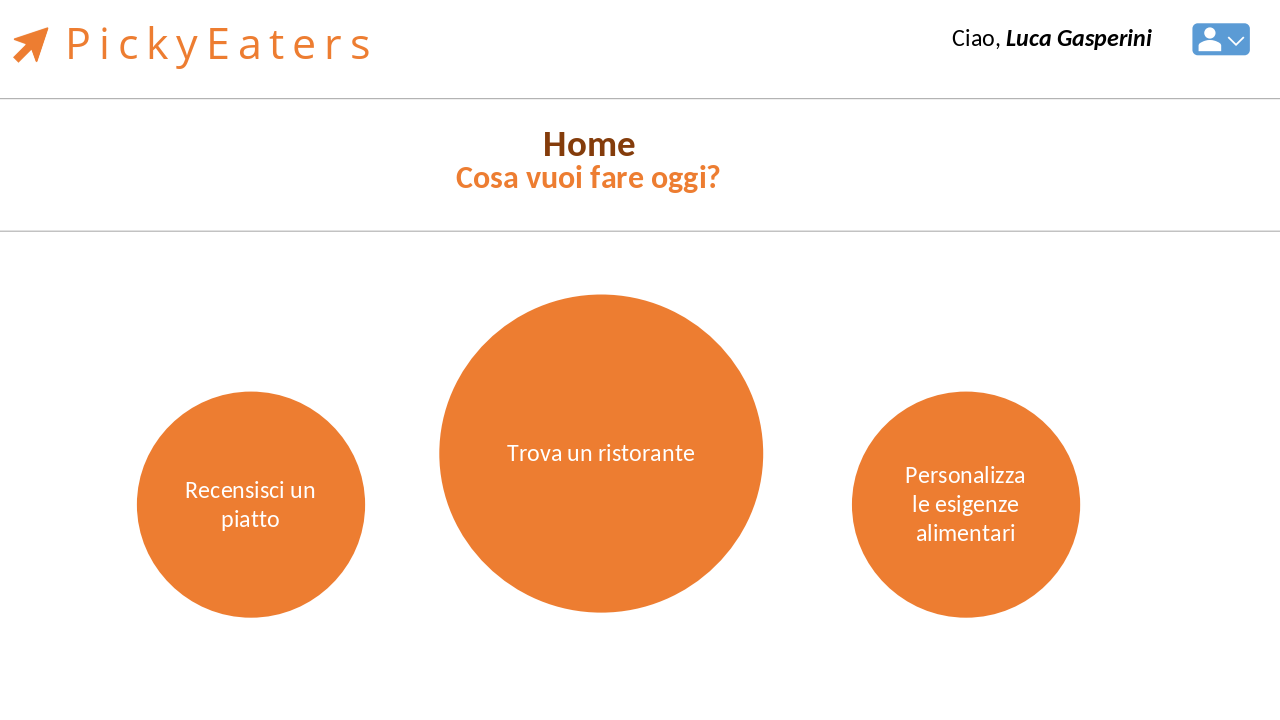 PickyEaters
Ciao, Luca Gasperini
Home
Cosa vuoi fare oggi?
Trova un ristorante
Recensisci un
piatto
Personalizza
le esigenze
alimentari